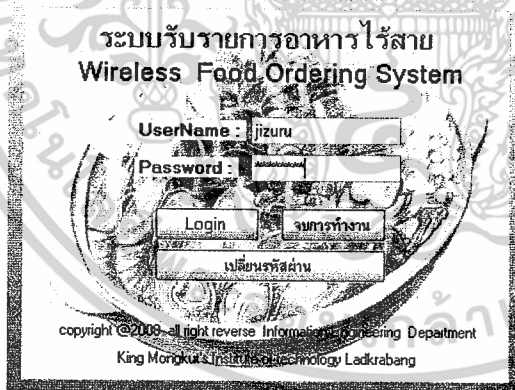 ระบบรับรายการอาหารไร้สาย
Wireless Food Ordering System
UserName : jizuru
Password : *********
Login จบการทำงาน
เปลี่ยนรหัสผ่าน
copyright @2008 all right reverse Information Engineering Department
King Mongkut's Institute of technology Ladkrabang